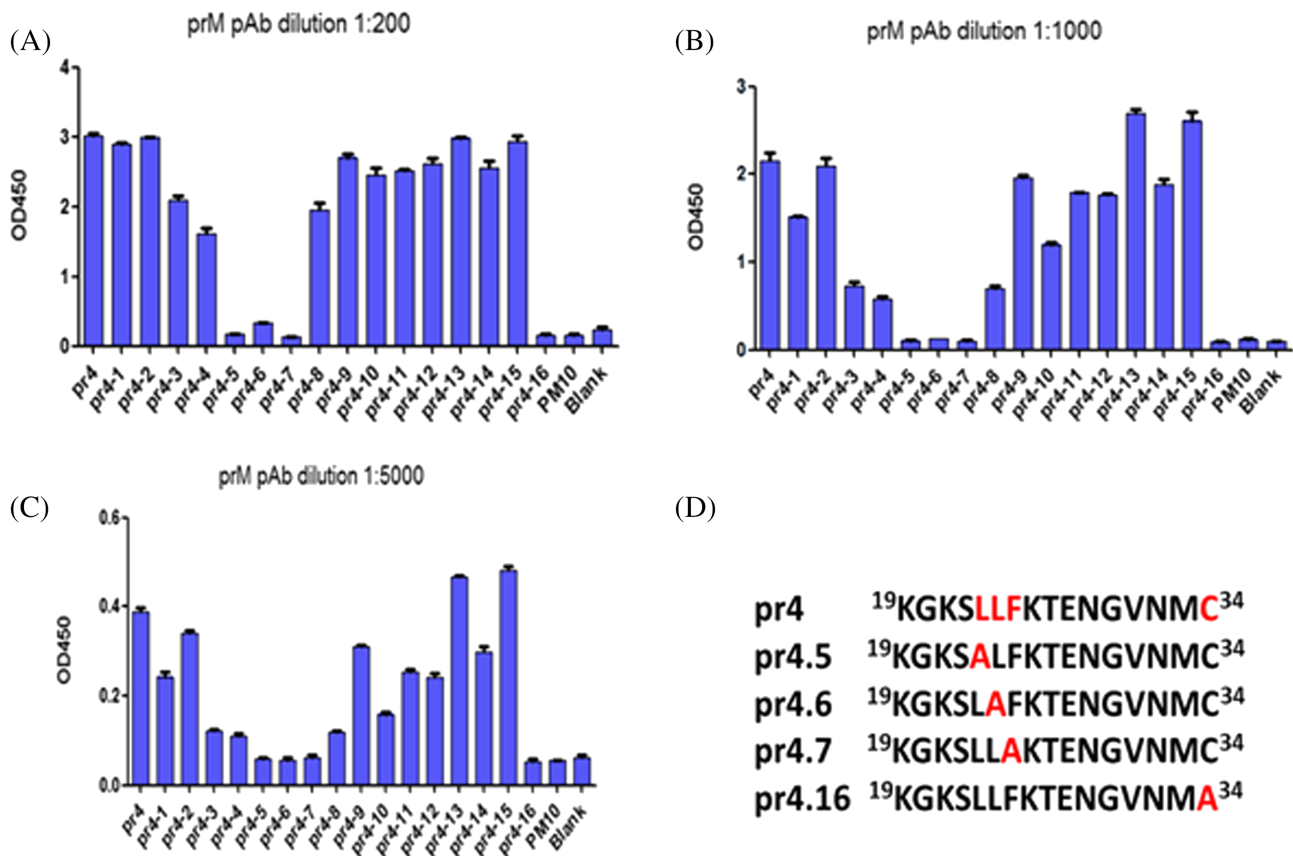 (A)
prM pAb dilution 1:200
OD450
4
3
2
1
0
pr4
pr4-1
pr4-2
pr4-3
pr4-4
pr4-5
pr4-6
pr4-7
pr4-8
pr4-9
pr4-10
pr4-11
pr4-12
pr4-13
pr4-14
pr4-15
pr4-16
PM10
Blank
(B)
prM pAb dilution 1:1000
OD450
3
2
1
0
pr4
pr4-1
pr4-2
pr4-3
pr4-4
pr4-5
pr4-6
pr4-7
pr4-8
pr4-9
pr4-10
pr4-11
pr4-12
pr4-13
pr4-14
pr4-15
pr4-16
PM10
Blank
(C)
prM pAb dilution 1:5000
OD450
0.6
0.4
0.2
0.0
pr4
pr4-1
pr4-2
pr4-3
pr4-4
pr4-5
pr4-6
pr4-7
pr4-8
pr4-9
pr4-10
pr4-11
pr4-12
pr4-13
pr4-14
pr4-15
pr4-16
PM10
Blank
(D)
pr4 19KGKSLLFKTENGVNMC34
pr4.5 19KGKSALFKTENGVNMC34
pr4.6 19KGKSLAFKTENGVNMC34
pr4.7 19KGKSLLAKTENGVNMC34
pr4.16 19KGKSLLFKTENGVNMA34